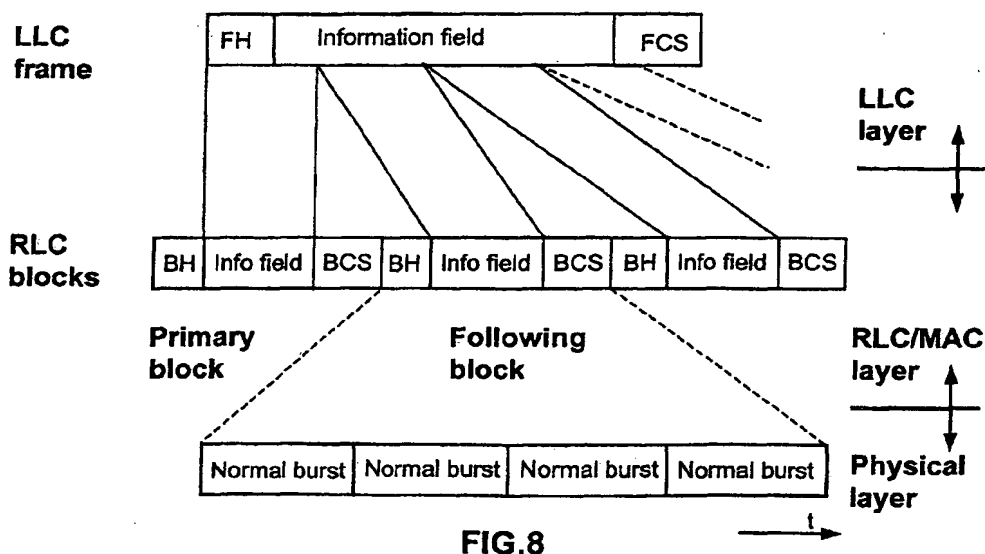 LLC
frame
FH Information field FCS
LLC
layer
RLC
blocks
BH Info field BCS BH Info field BCS BH Info field BCS
Primary
block
Following
block
RLC/MAC
layer
Normal burst Normal burst Normal burst Normal burst
Physical
layer
t
FIG.8